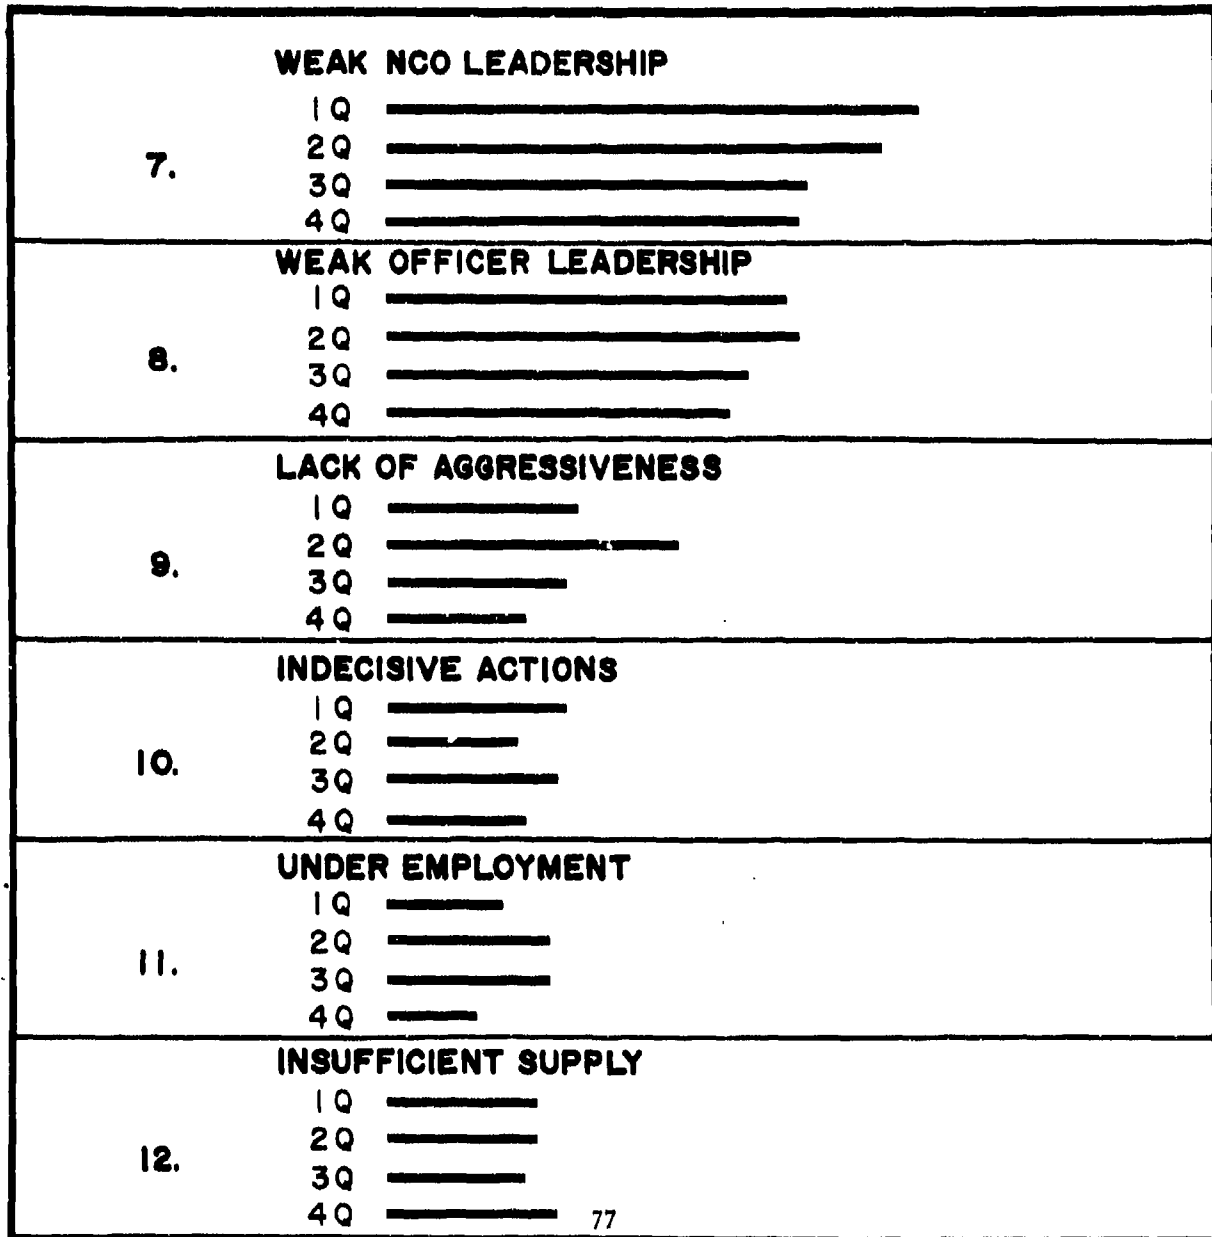 WEAK NCO LEADERSHIP
1Q
2Q
7.
3Q
4Q
WEAK OFFICER LEADERSHIP
1Q
2Q
8.
3Q
4Q
LACK OF AGGRESSIVENESS
1Q
2Q
9.
3Q
4Q
INDECISIVE ACTIONS
1Q
2Q
10.
3Q
4Q
UNDER EMPLOYMENT
1Q
2Q
11.
3Q
4Q
INSUFFICIENT SUPPLY
1Q
2Q
12.
3Q
4Q
77